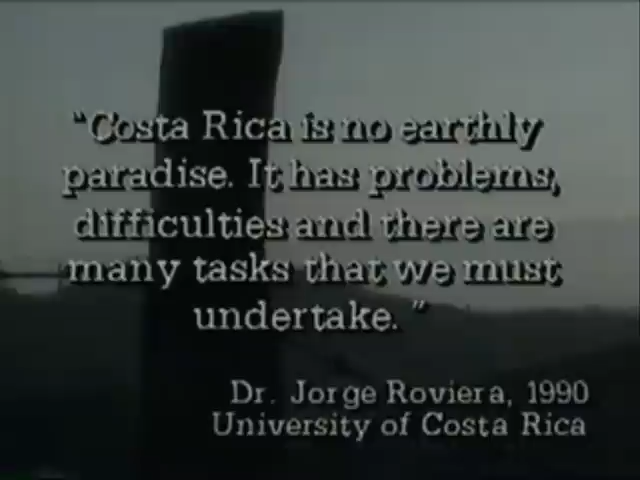 “Costa Rica is no earthly
paradise. It has problems,
difficulties and there are
many tasks that we must
undertake.”
Dr. Jorge Roviera, 1990
University of Costa Rica